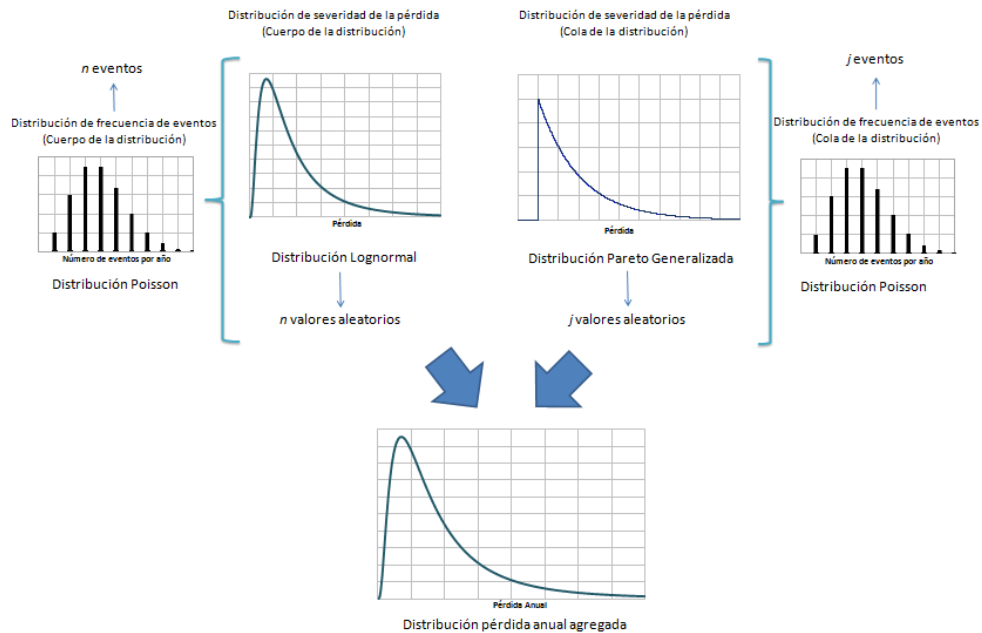 Distribución de severidad de la pérdida
(Cuerpo de la distribución)
Distribución de severidad de la pérdida
(Cola de la distribución)
n eventos
j eventos
Distribución de frecuencia de eventos
(Cuerpo de la distribución)
Distribución de frecuencia de eventos
(Cola de la distribución)
Número de eventos por año
Distribución Poisson
Pérdida
Distribución Lognormal
n valores aleatorios
Pérdida
Distribución Pareto Generalizada
j valores aleatorios
Número de eventos por año
Distribución Poisson
Pérdida Anual
Distribución pérdida anual agregada